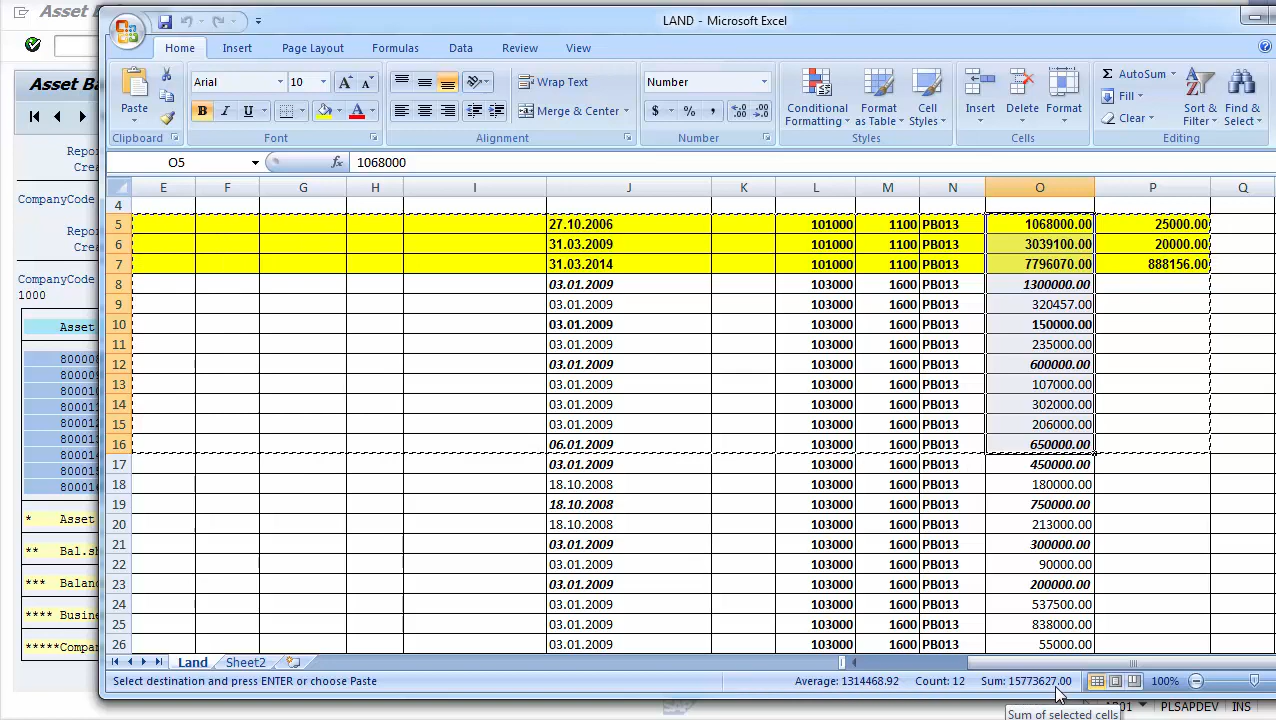 Asset Ba
LAND - Microsoft Excel
Home Insert Page Layout Formulas Data Review View
Asset Ba
Paste
Arial 10
Wrap Text
Number
Conditional Formatting
Format as Table
Cell Styles
Insert Delete Format
Σ AutoSum
Fill
Clear
Sort & Filter
Find & Select
B I U
Merge & Center
$ % ,
Clipboard Font Alignment Number Styles Cells Editing
Repor
Crea
CompanyCode
Repor
Crea
CompanyCode
1000
Asset
O5 fx 1068000
E F G H I J K L M N O P Q
4
5 27.10.2006 101000 1100 PB013 1068000.00 25000.00
6 31.03.2009 101000 1100 PB013 3039100.00 20000.00
7 31.03.2014 101000 1100 PB013 7796070.00 888156.00
8 03.01.2009 103000 1600 PB013 1300000.00
9 03.01.2009 103000 1600 PB013 320457.00
10 03.01.2009 103000 1600 PB013 150000.00
11 03.01.2009 103000 1600 PB013 235000.00
12 03.01.2009 103000 1600 PB013 600000.00
13 03.01.2009 103000 1600 PB013 107000.00
14 03.01.2009 103000 1600 PB013 302000.00
15 03.01.2009 103000 1600 PB013 206000.00
16 06.01.2009 103000 1600 PB013 650000.00
17 03.01.2009 103000 1600 PB013 450000.00
18 18.10.2008 103000 1600 PB013 180000.00
19 18.10.2008 103000 1600 PB013 750000.00
20 18.10.2008 103000 1600 PB013 213000.00
21 03.01.2009 103000 1600 PB013 300000.00
22 03.01.2009 103000 1600 PB013 90000.00
23 03.01.2009 103000 1600 PB013 200000.00
24 03.01.2009 103000 1600 PB013 537500.00
25 03.01.2009 103000 1600 PB013 838000.00
26 03.01.2009 103000 1600 PB013 55000.00
800008
800009
800010
800011
800012
800013
800014
800015
80001
* Asset
** Bal.sh
*** Balanc
**** Busine
*****Compa
Land Sheet2
Select destination and press ENTER or choose Paste Average: 1314468.92 Count: 12 Sum: 15773627.00 100%
Sum of selected cells
PLSAPDEV INS